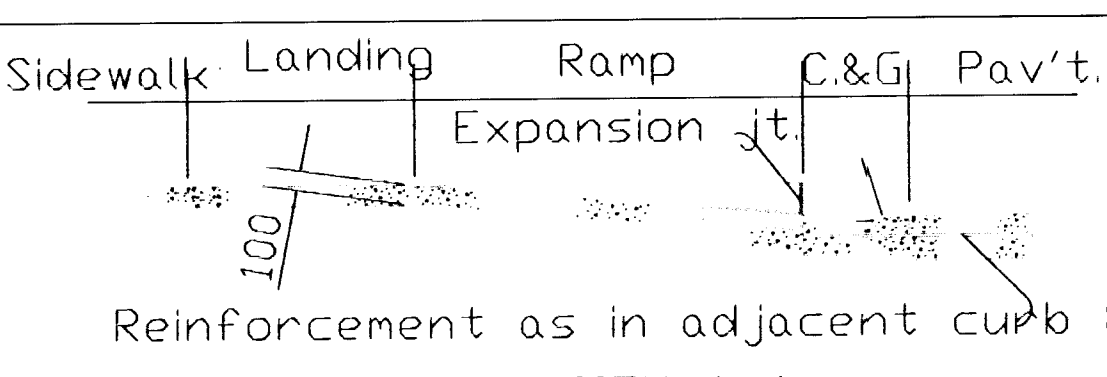 Sidewalk Landing Ramp C.&G. Pav't.
Expansion jt.
100
Reinforcement as in adjacent curb